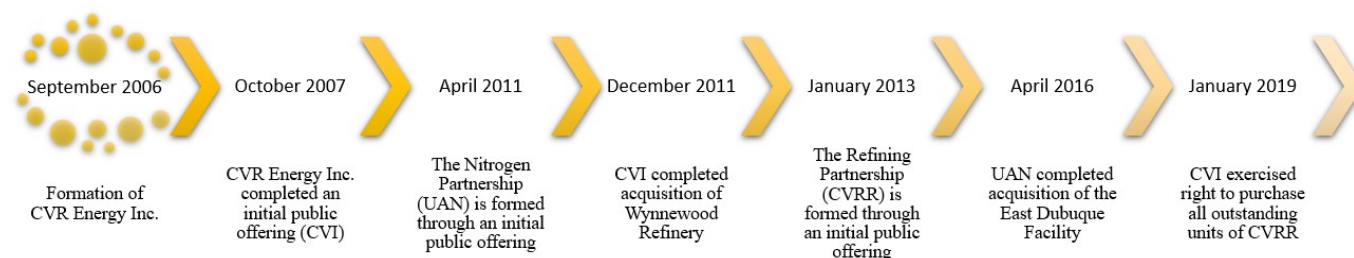 September 2006
October 2007
April 2011
December 2011
January 2013
April 2016
January 2019
Formation of
CVR Energy Inc.
CVR Energy Inc.
completed an
initial public
offering (CVI)
The Nitrogen
Partnership
(UAN) is formed
through an initial
public offering
CVI completed
acquisition of
Wynnewood
Refinery
The Refining
Partnership
(CVRR) is
formed through
an initial public
offering
UAN completed
acquisition of the
East Dubuque
Facility
CVI exercised
right to purchase
all outstanding
units of CVRR